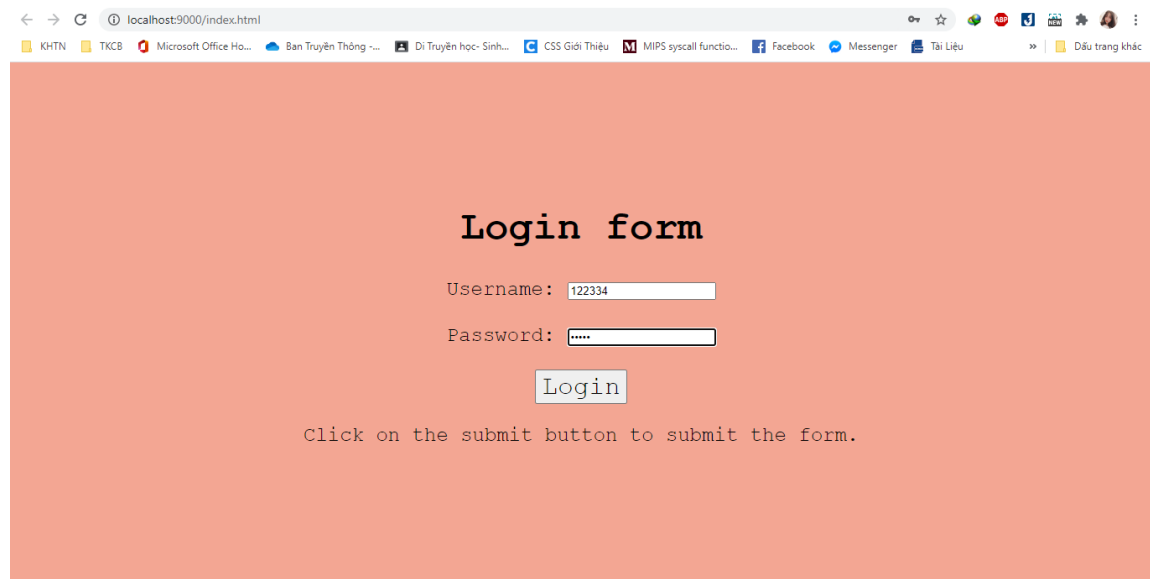 localhost:9000/index.html
KHTN TKCB Microsoft Office Ho... Ban Truyền Thông -... Di Truyền học- Sinh... CSS Giới Thiệu MIPS syscall functio... Facebook Messenger Tài Liệu » Dấu trang khác
Login form
Username: 122334
Password: •••••
Login
Click on the submit button to submit the form.